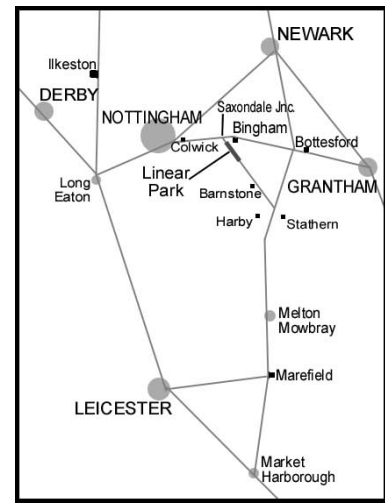 NEWARK
Ilkeston
DERBY
NOTTINGHAM
Saxondale Jnc.
Bingham
Colwick
Bottesford
Linear
Park
Long
Eaton
Barnstone
GRANTHAM
Harby
Stathern
Melton
Mowbray
Marefield
LEICESTER
Market
Harborough